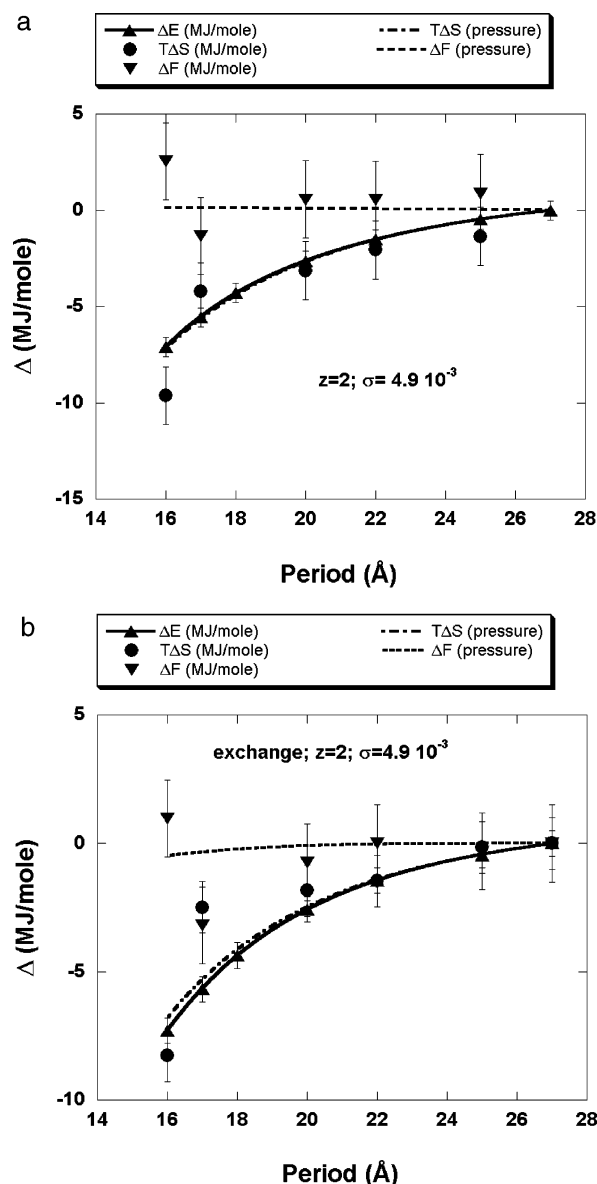 a
ΔE (MJ/mole) TΔS (pressure)
TΔS (MJ/mole) ΔF (pressure)
ΔF (MJ/mole)
5
0
-5
-10
-15
Δ (MJ/mole)
z=2; σ= 4.9 10⁻³
14 16 18 20 22 24 26 28
Period (Å)
b
ΔE (MJ/mole) TΔS (pressure)
TΔS (MJ/mole) ΔF (pressure)
ΔF (MJ/mole)
exchange; z=2; σ=4.9 10⁻³
5
0
-5
-10
Δ (MJ/mole)
14 16 18 20 22 24 26 28
Period (Å)